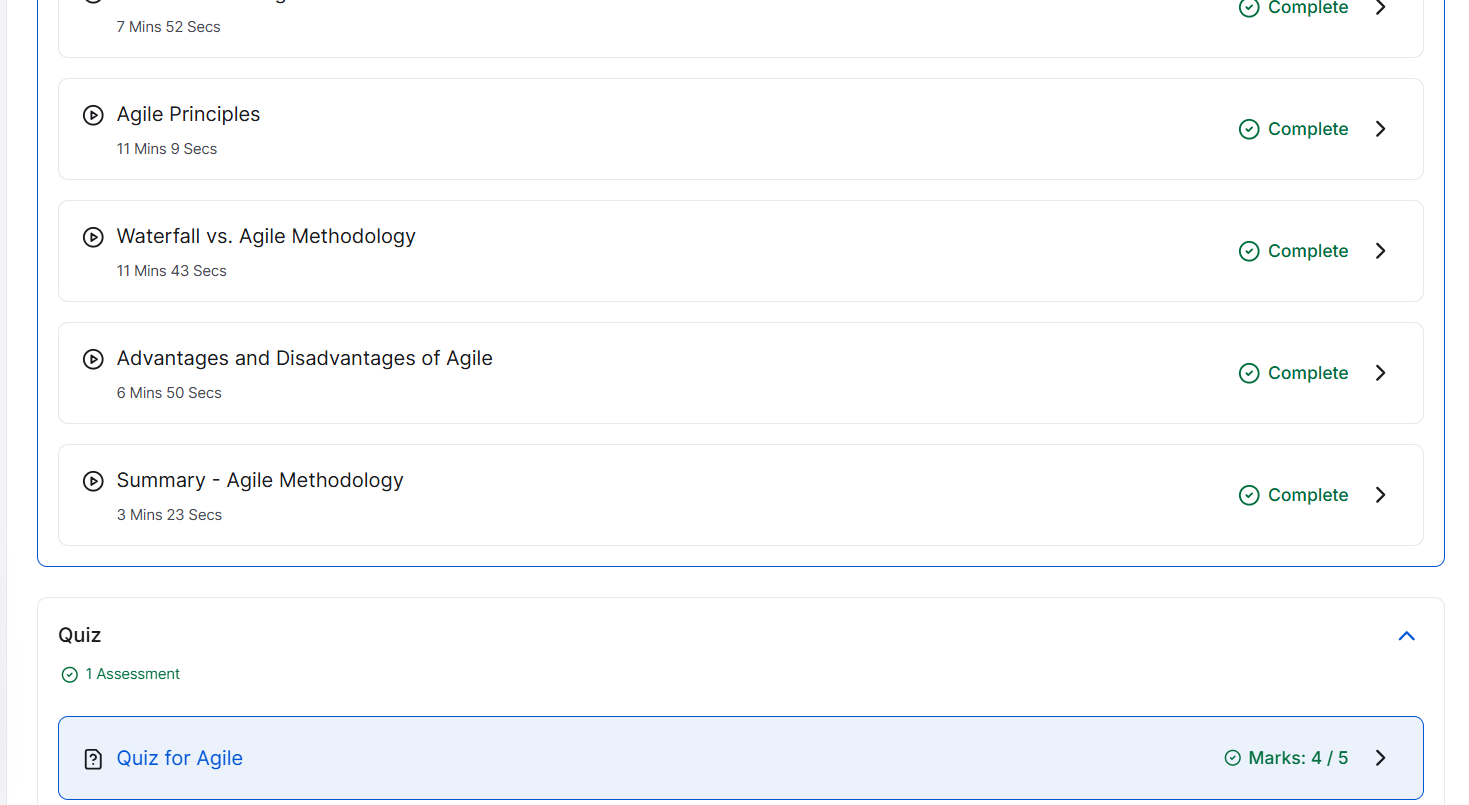 7 Mins 52 Secs
Complete
Agile Principles
11 Mins 9 Secs
Complete
Waterfall vs. Agile Methodology
11 Mins 43 Secs
Complete
Advantages and Disadvantages of Agile
6 Mins 50 Secs
Complete
Summary - Agile Methodology
3 Mins 23 Secs
Complete
Quiz
1 Assessment
Quiz for Agile
Marks: 4 / 5